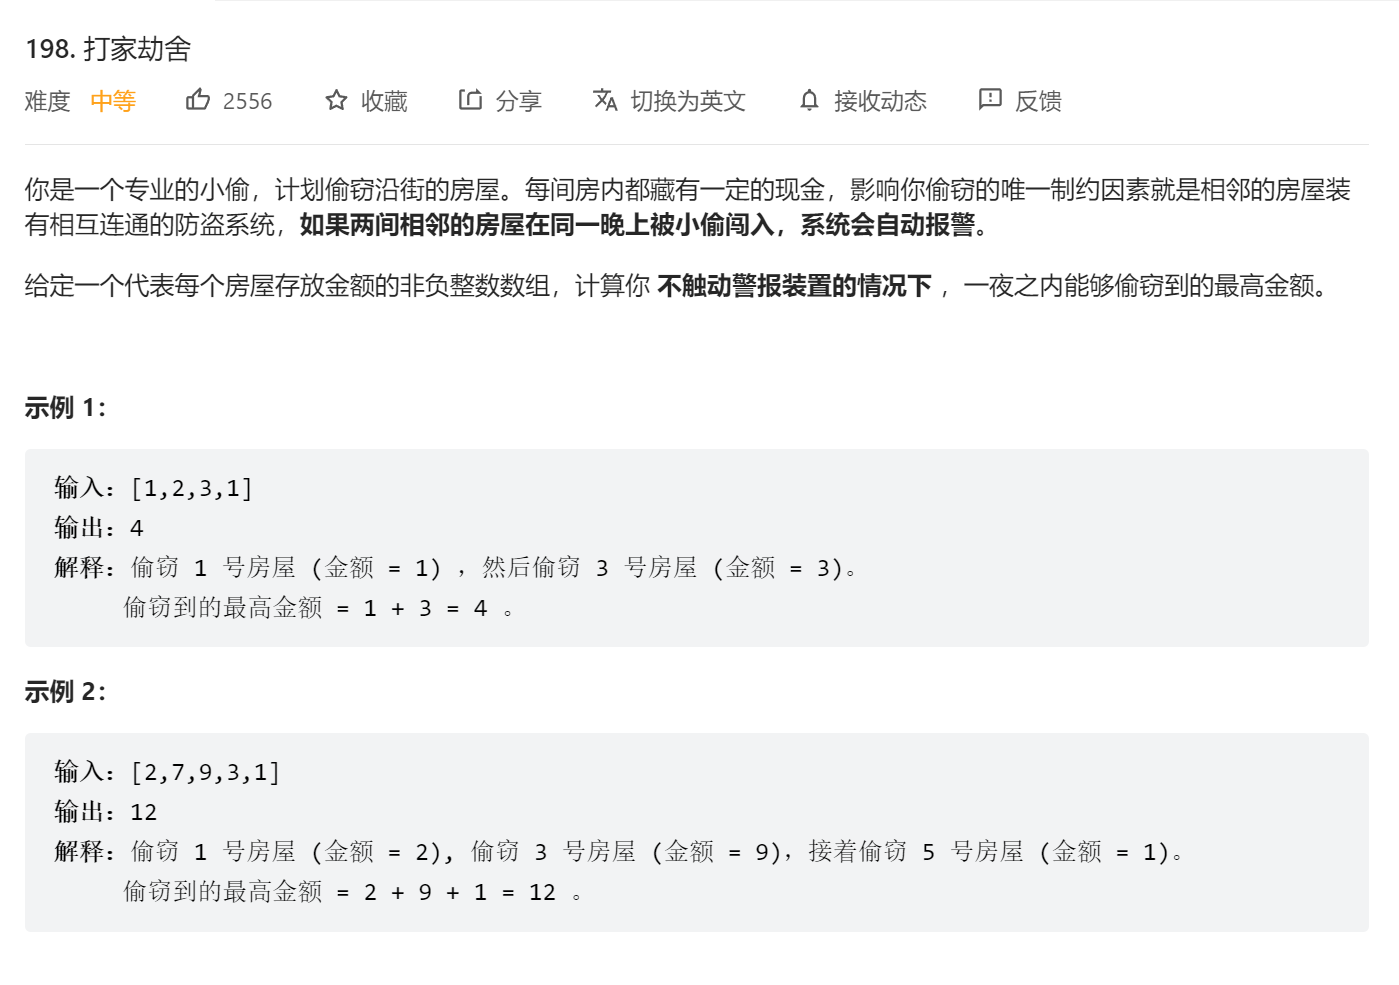 198. 打家劫舍
难度 中等 2556 收藏 分享 切换为英文 接收动态 反馈
你是一个专业的小偷，计划偷窃沿街的房屋。每间房内都藏有一定的现金，影响你偷窃的唯一制约因素就是相邻的房屋装
有相互连通的防盗系统，如果两间相邻的房屋在同一晚上被小偷闯入，系统会自动报警。
给定一个代表每个房屋存放金额的非负整数数组，计算你 不触动警报装置的情况下 ，一夜之内能够偷窃到的最高金额。
示例 1：
输入：[1,2,3,1]
输出：4
解释：偷窃 1 号房屋 (金额 = 1) ，然后偷窃 3 号房屋 (金额 = 3)。
偷窃到的最高金额 = 1 + 3 = 4 。
示例 2：
输入：[2,7,9,3,1]
输出：12
解释：偷窃 1 号房屋 (金额 = 2), 偷窃 3 号房屋 (金额 = 9)，接着偷窃 5 号房屋 (金额 = 1)。
偷窃到的最高金额 = 2 + 9 + 1 = 12 。